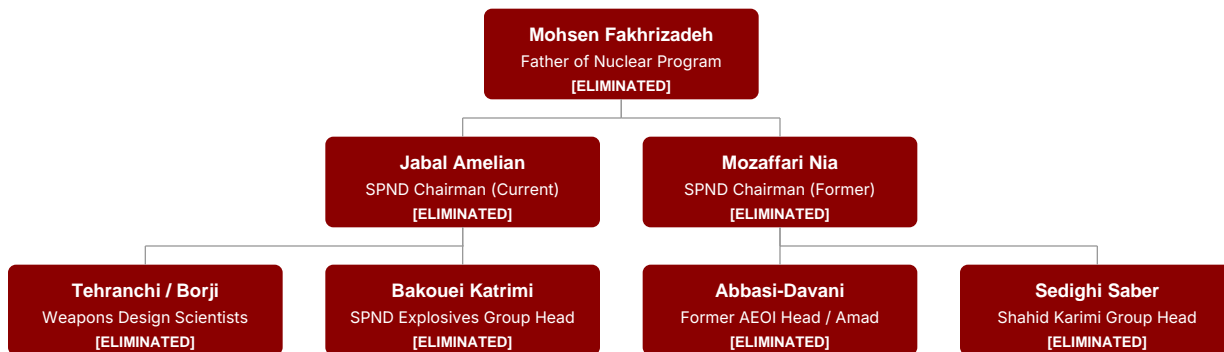 Mohsen Fakhrizadeh
Father of Nuclear Program
[ELIMINATED]
Jabal Amelian
SPND Chairman (Current)
[ELIMINATED]
Mozaffari Nia
SPND Chairman (Former)
[ELIMINATED]
Tehranchi / Borji
Weapons Design Scientists
[ELIMINATED]
Bakouei Katrimi
SPND Explosives Group Head
[ELIMINATED]
Abbasi-Davani
Former AEOI Head / Amad
[ELIMINATED]
Sedighi Saber
Shahid Karimi Group Head
[ELIMINATED]